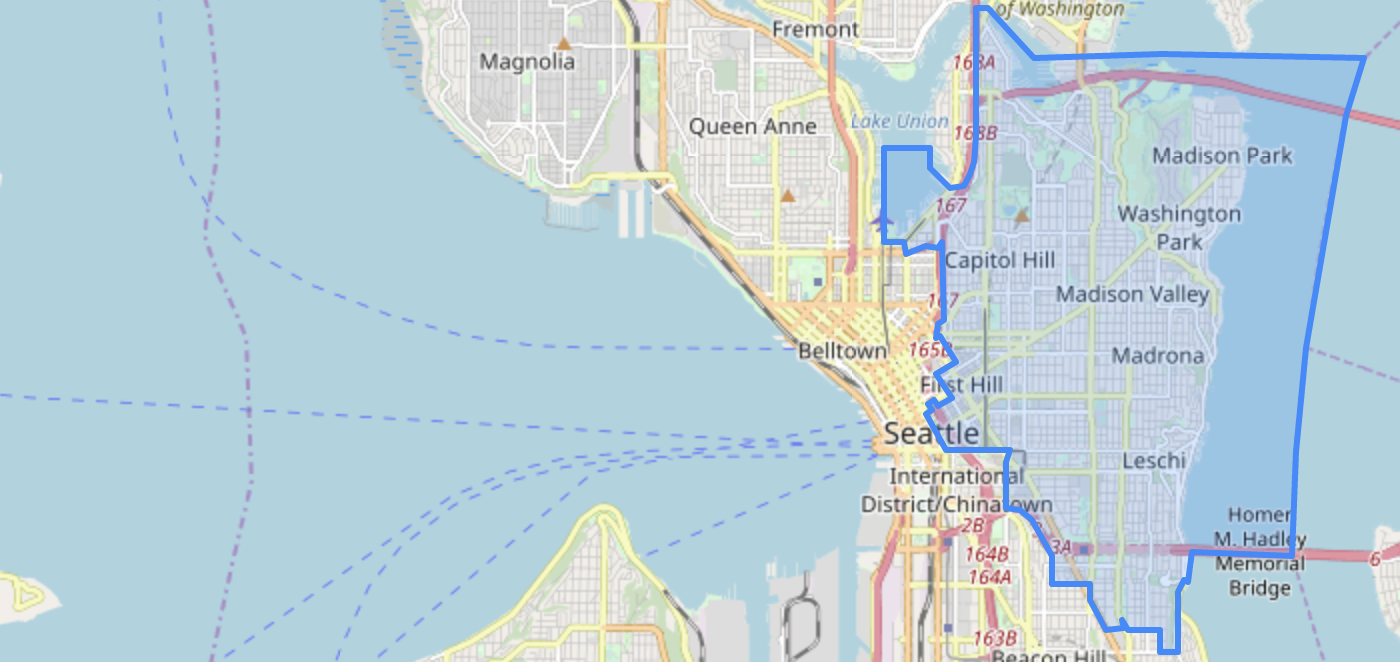 of Washington
Fremont
Magnolia
168A
Lake Union
Queen Anne
168B
Madison Park
167
Washington
Park
Capitol Hill
Madison Valley
167
Belltown
165B
Madrona
First Hill
Seattle
Leschi
International
District/Chinatown
Homer
M. Hadley
Memorial
Bridge
2B
3A
164B
164A
6
163B
Beacon Hill